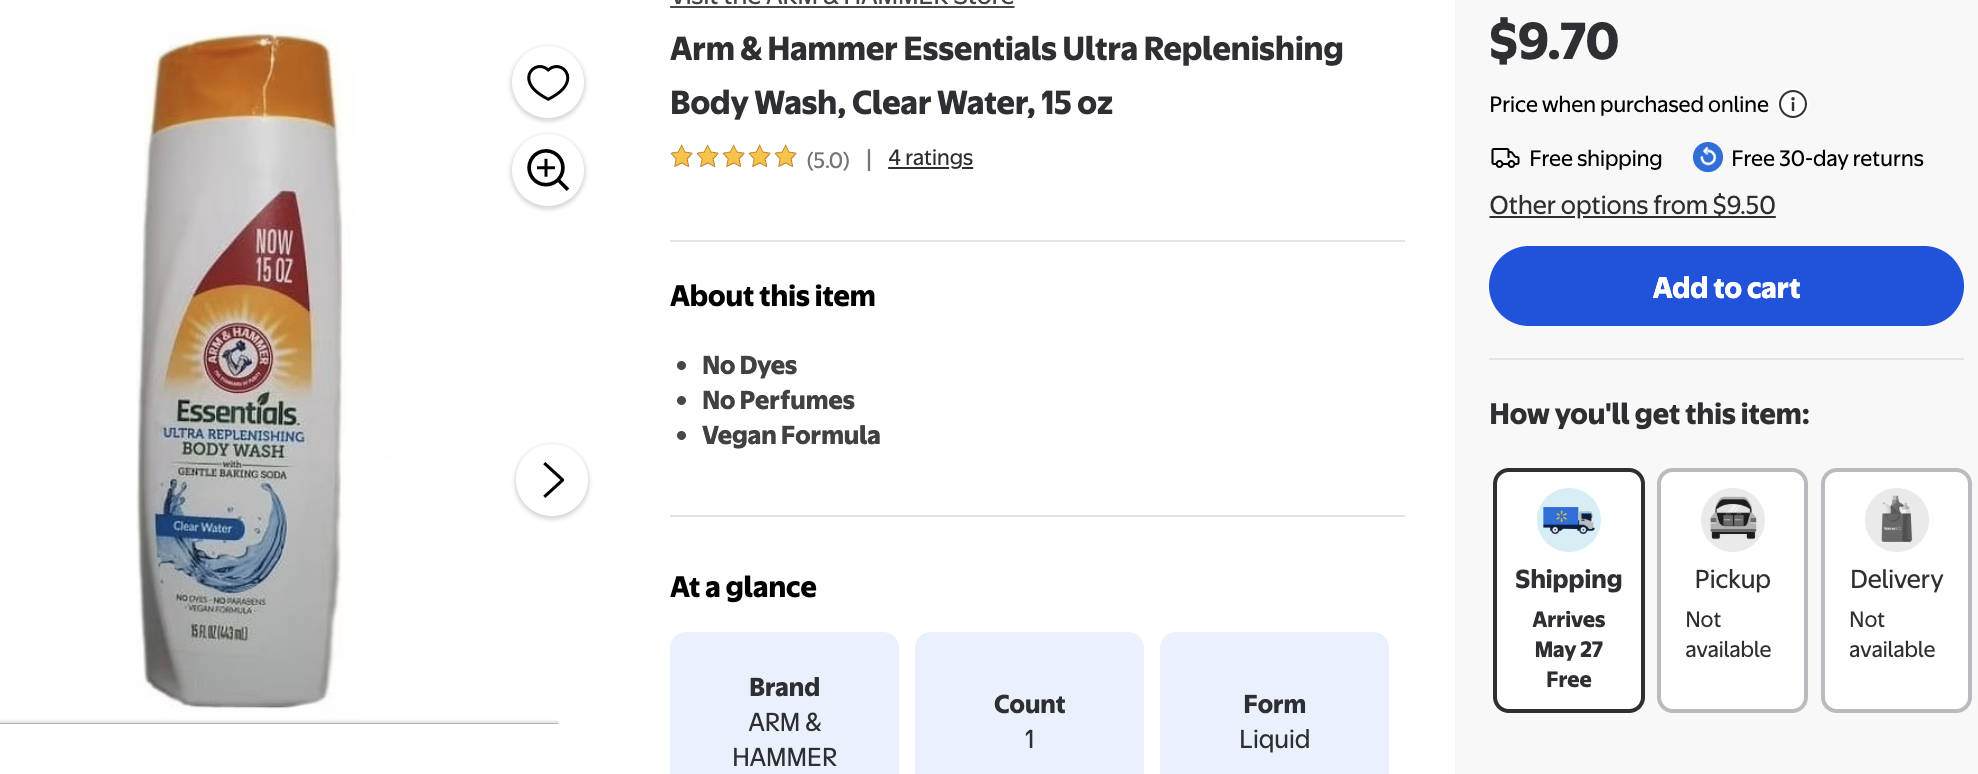 NOW
15 OZ
ARM & HAMMER
Essentials
ULTRA REPLENISHING
BODY WASH
with
GENTLE BAKING SODA
Clear Water
NO DYES - NO PARABENS
- VEGAN FORMULA -
15 FL OZ (443 mL)
Visit the ARM & HAMMER Store
Arm & Hammer Essentials Ultra Replenishing
Body Wash, Clear Water, 15 oz
(5.0) | 4 ratings
About this item
• No Dyes
• No Perfumes
• Vegan Formula
At a glance
Brand
ARM &
HAMMER
Count
1
Form
Liquid
$9.70
Price when purchased online
Free shipping Free 30-day returns
Other options from $9.50
Add to cart
How you'll get this item:
Shipping
Arrives
May 27
Free
Pickup
Not
available
Delivery
Not
available